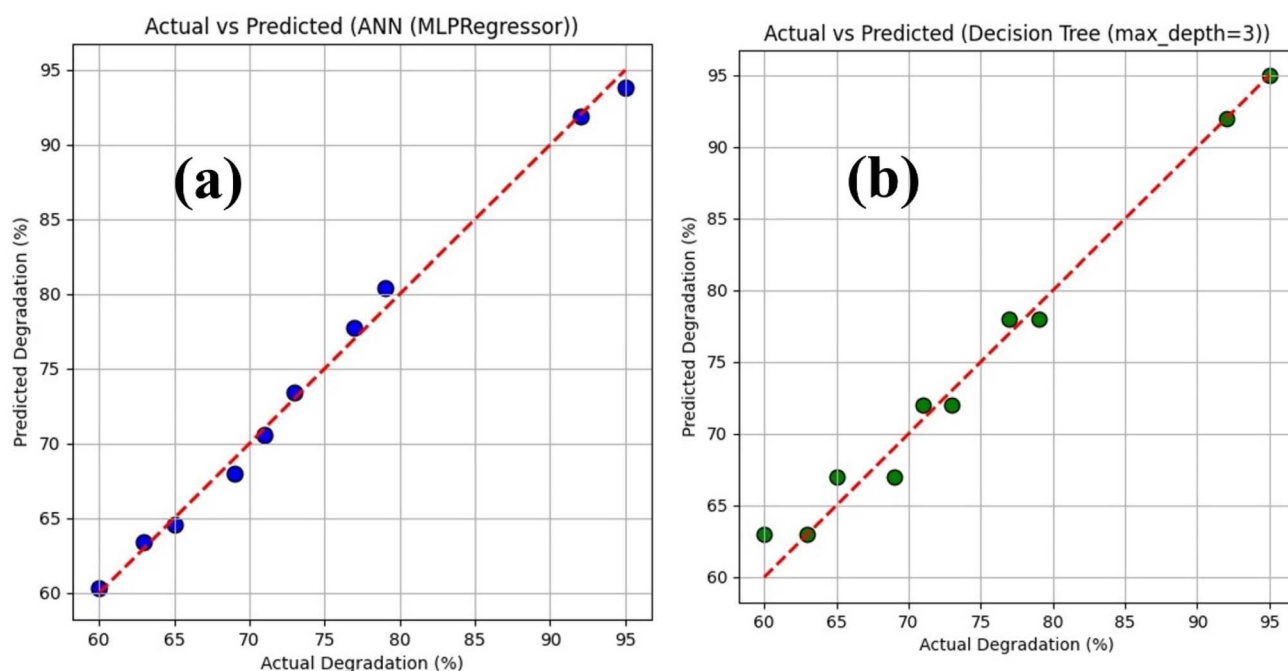 Actual vs Predicted (ANN (MLPRegressor))
95
90
85
80
75
70
65
60
Predicted Degradation (%)
(a)
60 65 70 75 80 85 90 95
Actual Degradation (%)
Actual vs Predicted (Decision Tree (max_depth=3))
95
90
85
80
75
70
65
60
Predicted Degradation (%)
(b)
60 65 70 75 80 85 90 95
Actual Degradation (%)